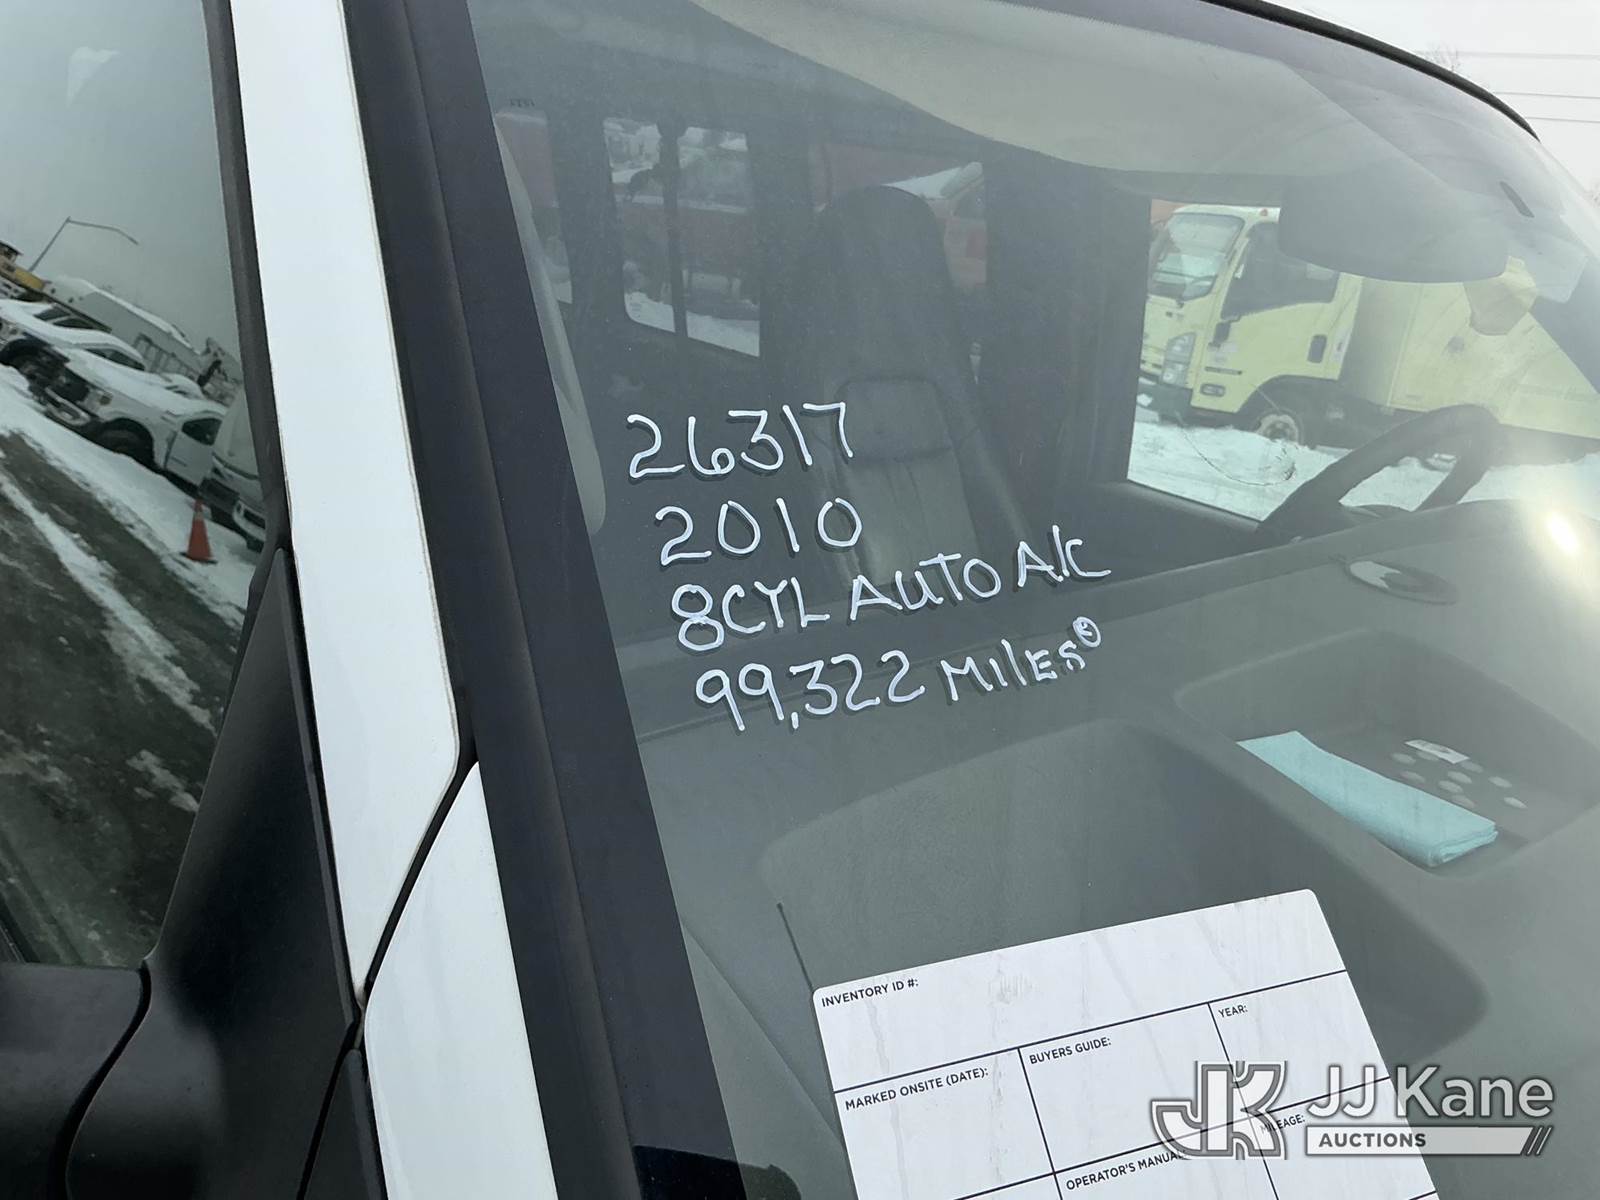 26317
2010
8CYL AUTO A/C
99,322 MILES
INVENTORY ID #:
MARKED ONSITE (DATE):
BUYERS GUIDE:
YEAR:
OPERATOR'S MANUAL
MILEAGE:
JJ Kane
AUCTIONS